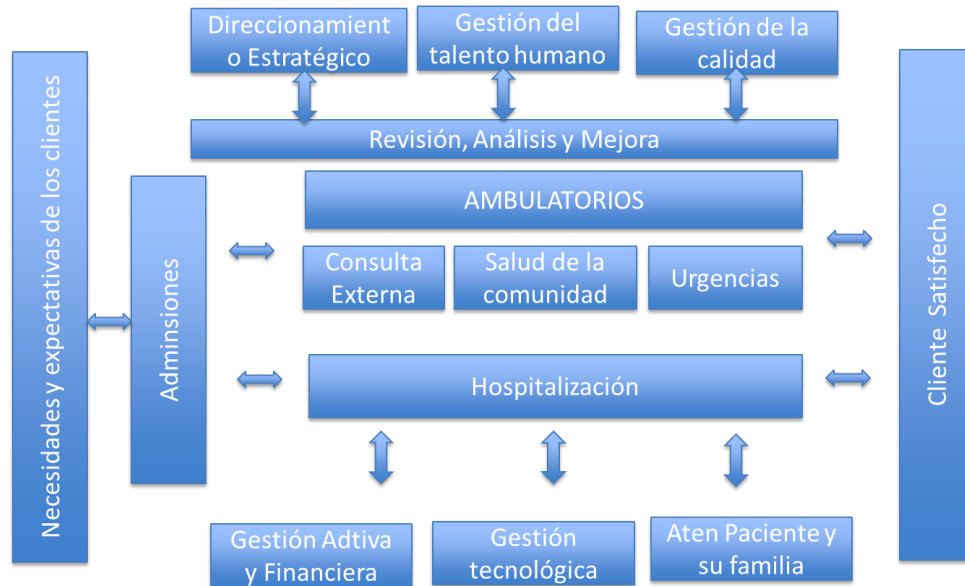 Direccionamient
o Estratégico
Gestión del
talento humano
Gestión de la
calidad
Revisión, Análisis y Mejora
Necesidades y expectativas de los clientes
Adminsiones
AMBULATORIOS
Consulta
Externa
Salud de la
comunidad
Urgencias
Hospitalización
Cliente Satisfecho
Gestión Adtiva
y Financiera
Gestión
tecnológica
Aten Paciente y
su familia